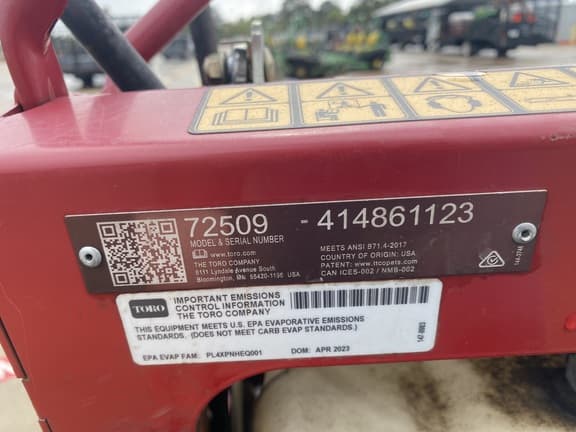 72509 - 414861123
MODEL & SERIAL NUMBER
www.toro.com
THE TORO COMPANY
8111 Lyndale Avenue South
Bloomington, MN 55420-1196 USA
MEETS ANSI B71.4-2017
COUNTRY OF ORIGIN: USA
PATENT: www.ttcopats.com
CAN ICES-002 / NMB-002
TORO
IMPORTANT EMISSIONS
CONTROL INFORMATION
THE TORO COMPANY
THIS EQUIPMENT MEETS U.S. EPA EVAPORATIVE EMISSIONS
STANDARDS. (DOES NOT MEET CARB EVAP STANDARDS.)
EPA EVAP FAM: PL4XPNHEQ001 DOM: APR 2023